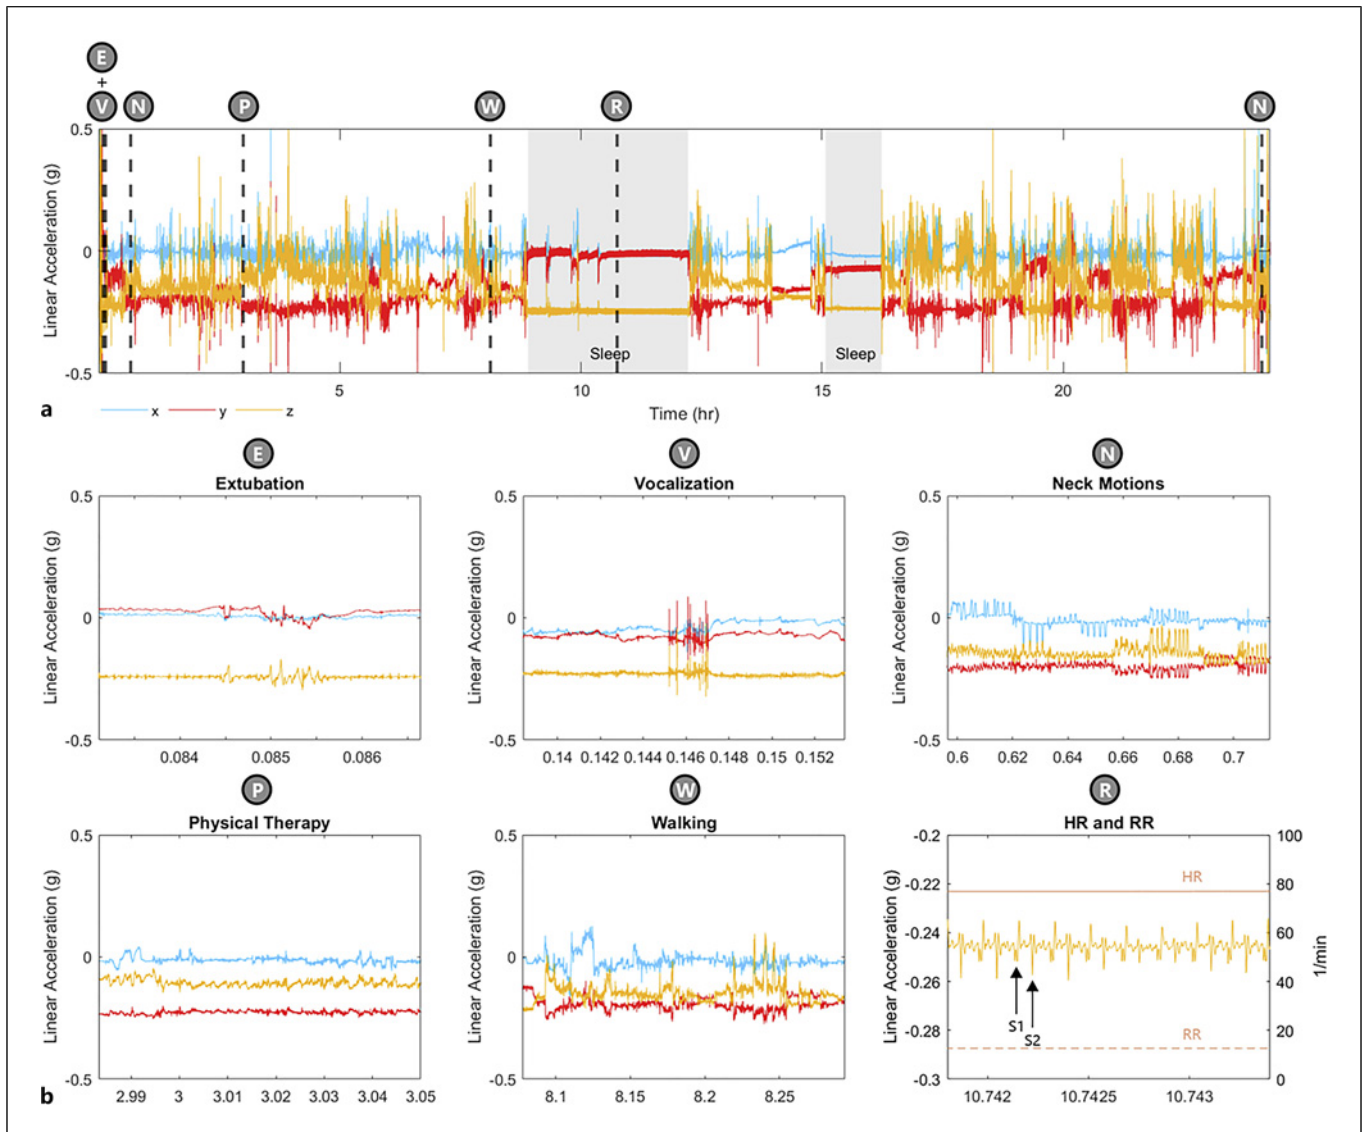 E
+
V N P W R N
0.5
0
-0.5
Linear Acceleration (g)
Sleep
Sleep
5 10 15 20
Time (hr)
a
x y z
E
Extubation
0.5
0
-0.5
Linear Acceleration (g)
0.084 0.085 0.086
V
Vocalization
0.5
0
-0.5
Linear Acceleration (g)
0.14 0.142 0.144 0.146 0.148 0.15 0.152
N
Neck Motions
0.5
0
-0.5
Linear Acceleration (g)
0.6 0.62 0.64 0.66 0.68 0.7
P
Physical Therapy
0.5
0
-0.5
Linear Acceleration (g)
2.99 3 3.01 3.02 3.03 3.04 3.05
W
Walking
0.5
0
-0.5
Linear Acceleration (g)
8.1 8.15 8.2 8.25
R
HR and RR
-0.2
-0.22
-0.24
-0.26
-0.28
-0.3
Linear Acceleration (g)
HR
S1
S2
RR
100
80
60
40
20
0
1/min
10.742 10.7425 10.743
b